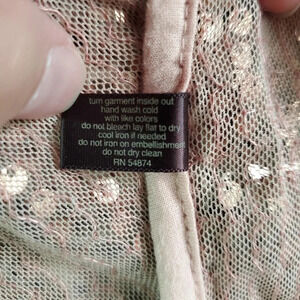 turn garment inside out
hand wash cold
with like colors
do not bleach lay flat to dry
cool iron if needed
do not iron on embellishment
do not dry clean
RN 54874